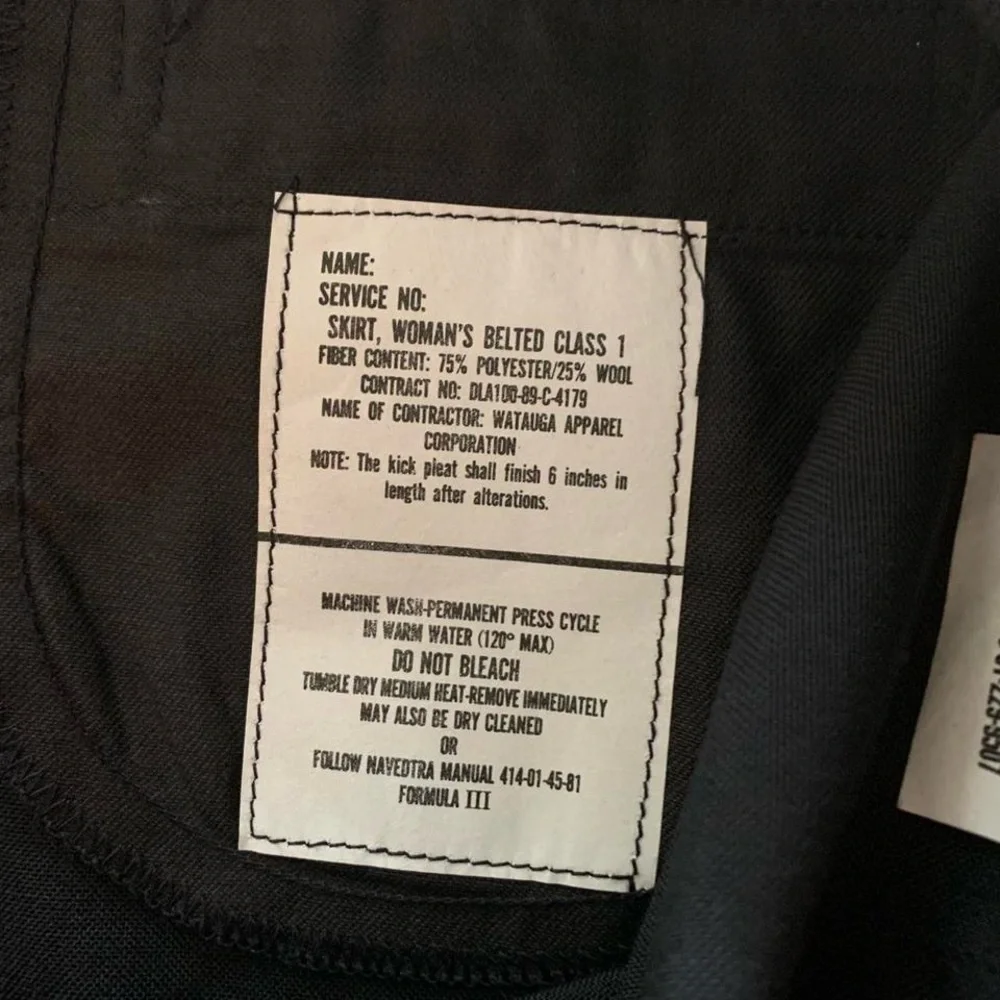 NAME:
SERVICE NO:
SKIRT, WOMAN'S BELTED CLASS 1
FIBER CONTENT: 75% POLYESTER/25% WOOL
CONTRACT NO: DLA100-89-C-4179
NAME OF CONTRACTOR: WATAUGA APPAREL
CORPORATION
NOTE: The kick pleat shall finish 6 inches in
length after alterations.
MACHINE WASH-PERMANENT PRESS CYCLE
IN WARM WATER (120° MAX)
DO NOT BLEACH
TUMBLE DRY MEDIUM HEAT-REMOVE IMMEDIATELY
MAY ALSO BE DRY CLEANED
OR
FOLLOW NAVEDTRA MANUAL 414-01-45-81
FORMULA III